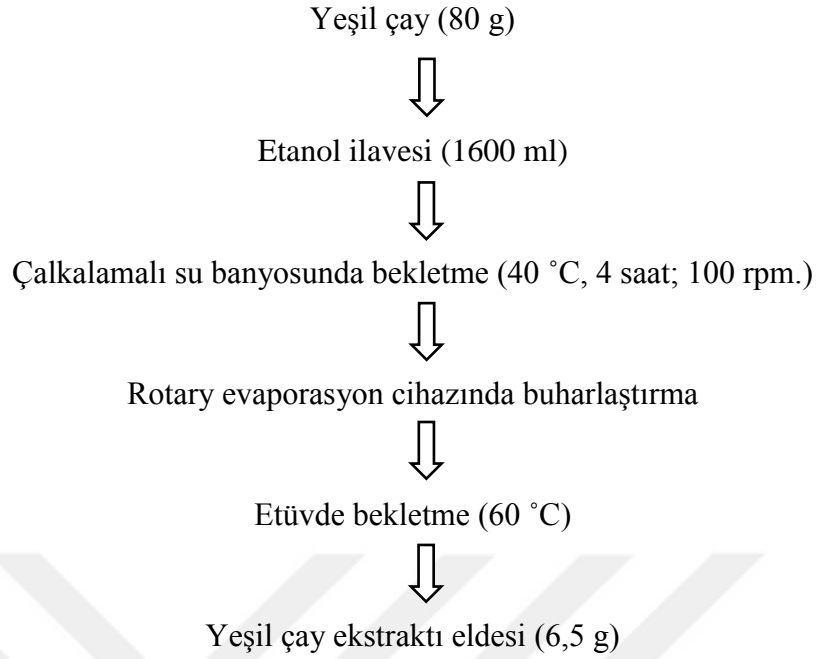 Yeşil çay (80 g)
Etanol ilavesi (1600 ml)
Çalkalamalı su banyosunda bekletme (40 ˚C, 4 saat; 100 rpm.)
Rotary evaporasyon cihazında buharlaştırma
Etüvde bekletme (60 ˚C)
Yeşil çay ekstraktı eldesi (6,5 g)